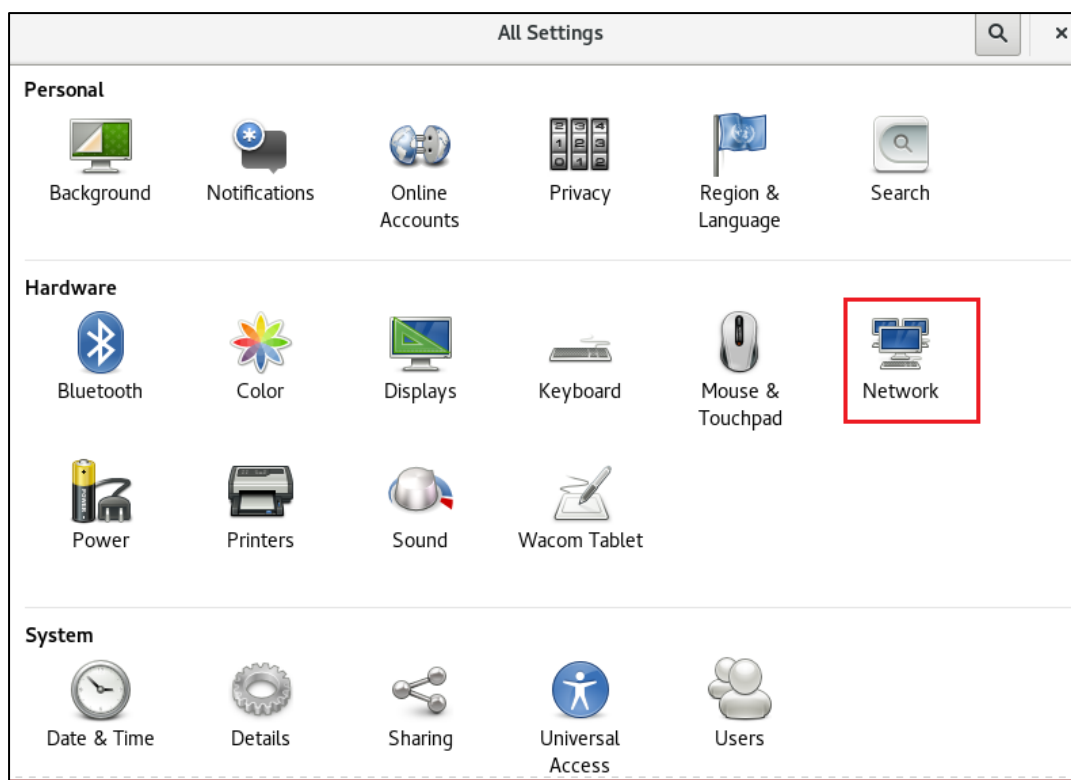 All Settings
Personal
Background Notifications Online Accounts Privacy Region & Language Search
Hardware
Bluetooth Color Displays Keyboard Mouse & Touchpad Network
Power Printers Sound Wacom Tablet
System
Date & Time Details Sharing Universal Access Users